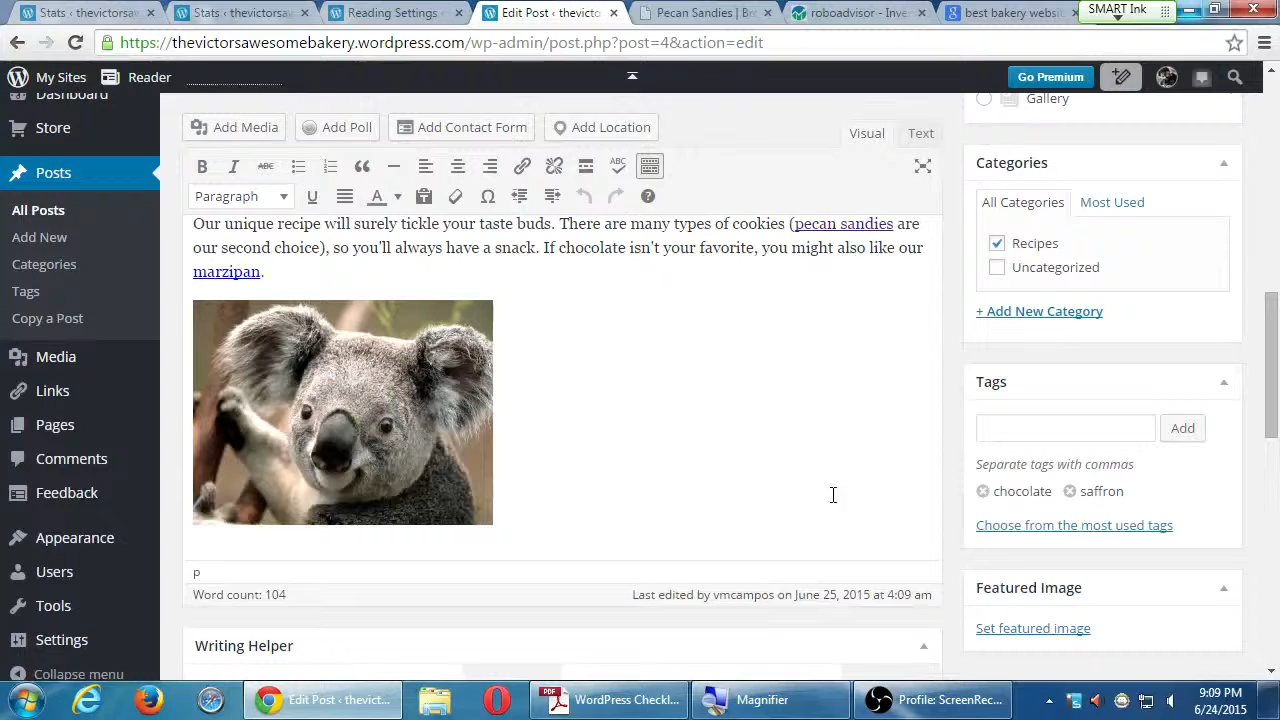 Stats ‹ thevictorsav
Stats ‹ thevictorsav
Reading Settings ‹
Edit Post ‹ thevicto
Pecan Sandies | Br
roboadvisor - Inve
best bakery websit
SMART Ink
https://thevictorsawesomebakery.wordpress.com/wp-admin/post.php?post=4&action=edit
My Sites
Reader
Go Premium
Dashboard
Store
Posts
All Posts
Add New
Categories
Tags
Copy a Post
Media
Links
Pages
Comments
Feedback
Appearance
Users
Tools
Settings
Collapse menu
Add Media
Add Poll
Add Contact Form
Add Location
Visual
Text
B I ABC ABC
Paragraph U A Ω
Our unique recipe will surely tickle your taste buds. There are many types of cookies (pecan sandies are
our second choice), so you'll always have a snack. If chocolate isn't your favorite, you might also like our
marzipan.
p
Word count: 104
Last edited by vmcampos on June 25, 2015 at 4:09 am
Writing Helper
Gallery
Categories
All Categories
Most Used
Recipes
Uncategorized
+ Add New Category
Tags
Add
Separate tags with commas
chocolate
saffron
Choose from the most used tags
Featured Image
Set featured image
Edit Post ‹ thevict...
PDF
WordPress Checkl...
Magnifier
Profile: ScreenRec...
9:09 PM
6/24/2015